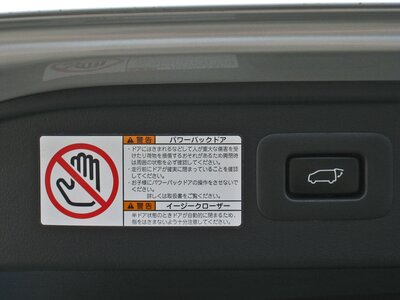 警告 パワーバックドア
・ドアにはさまれるなどして人が重大な傷害を受
けたり荷物を損傷するおそれがあるため開閉時
は周囲の状態を必ず確認してください。
・走行前にドアが確実に閉まっていることを確認
してください。
・お子様にパワーバックドアの操作をさせないで
ください。
詳しくは取扱書をご覧ください。
警告 イージークローザー
半ドア状態のときドアが自動的に閉まるため、
指をはさまないよう十分注意してください。